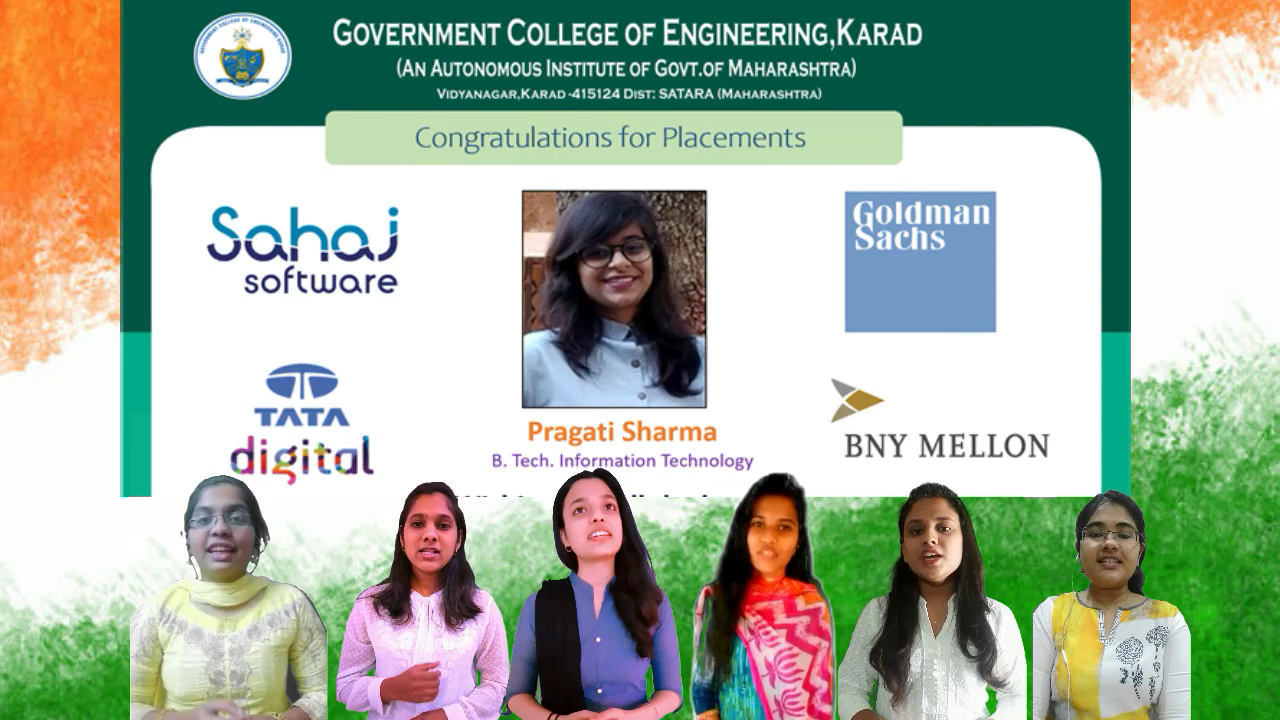 GOVERNMENT COLLEGE OF ENGINEERING,KARAD
(AN AUTONOMOUS INSTITUTE OF GOVT.OF MAHARASHTRA)
VIDYANAGAR,KARAD -415124 DIST: SATARA (MAHARASHTRA)
Congratulations for Placements
Sahaj
software
Goldman
Sachs
TATA
digital
Pragati Sharma
B. Tech. Information Technology
BNY MELLON